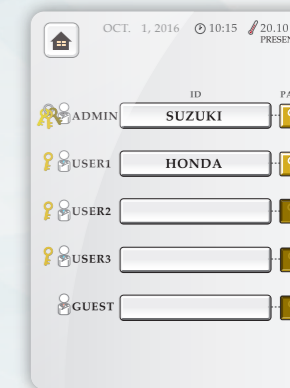 OCT. 1, 2016 10:15 20.10
PRESEN
ID PA
ADMIN SUZUKI
USER1 HONDA
USER2
USER3
GUEST